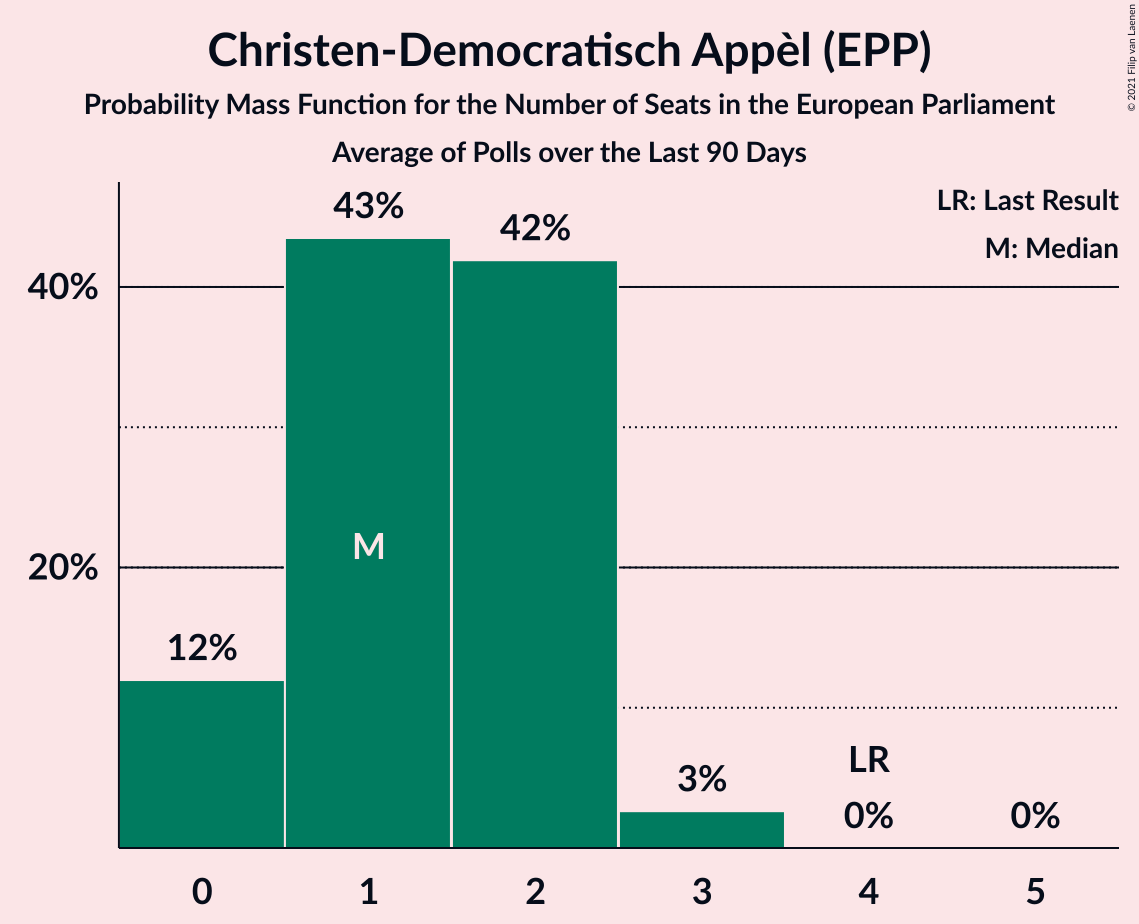 Christen-Democratisch Appèl (EPP)
Probability Mass Function for the Number of Seats in the European Parliament
Average of Polls over the Last 90 Days
© 2021 Filip van Laenen
LR: Last Result
M: Median
43%
42%
40%
M
20%
12%
LR
3%
0%
0%
0 1 2 3 4 5